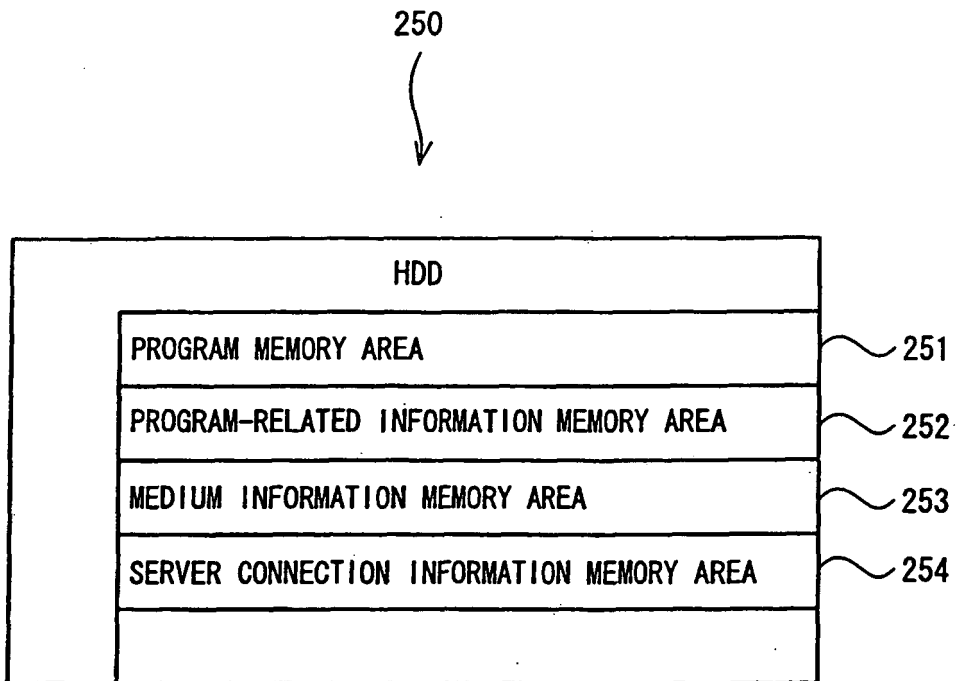 250
HDD
PROGRAM MEMORY AREA
251
PROGRAM-RELATED INFORMATION MEMORY AREA
252
MEDIUM INFORMATION MEMORY AREA
253
SERVER CONNECTION INFORMATION MEMORY AREA
254